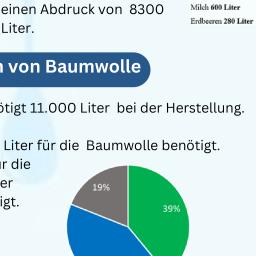 einen Abdruck von 8300
Liter.
Milch 600 Liter
Erdbeeren 280 Liter
von Baumwolle
ötigt 11.000 Liter bei der Herstellung.
Liter für die Baumwolle benötigt.
ur die
er
igt.
19%
39%